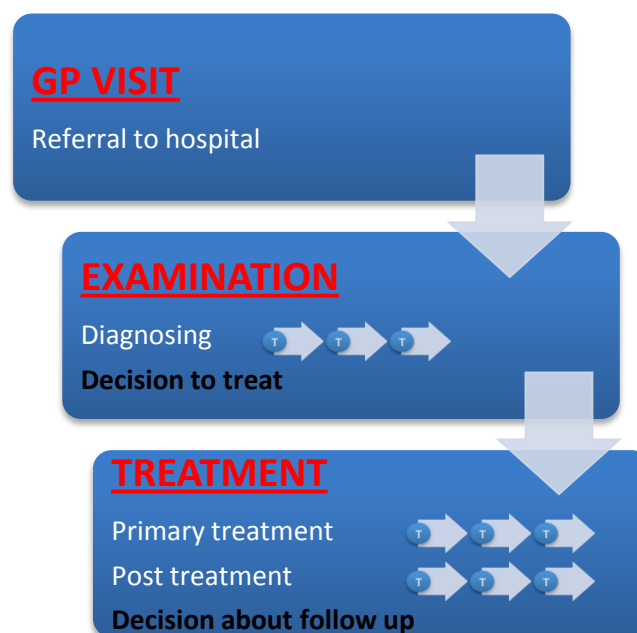 GP VISIT
Referral to hospital
EXAMINATION
Diagnosing T T T
Decision to treat
TREATMENT
Primary treatment T T T
Post treatment T T T
Decision about follow up